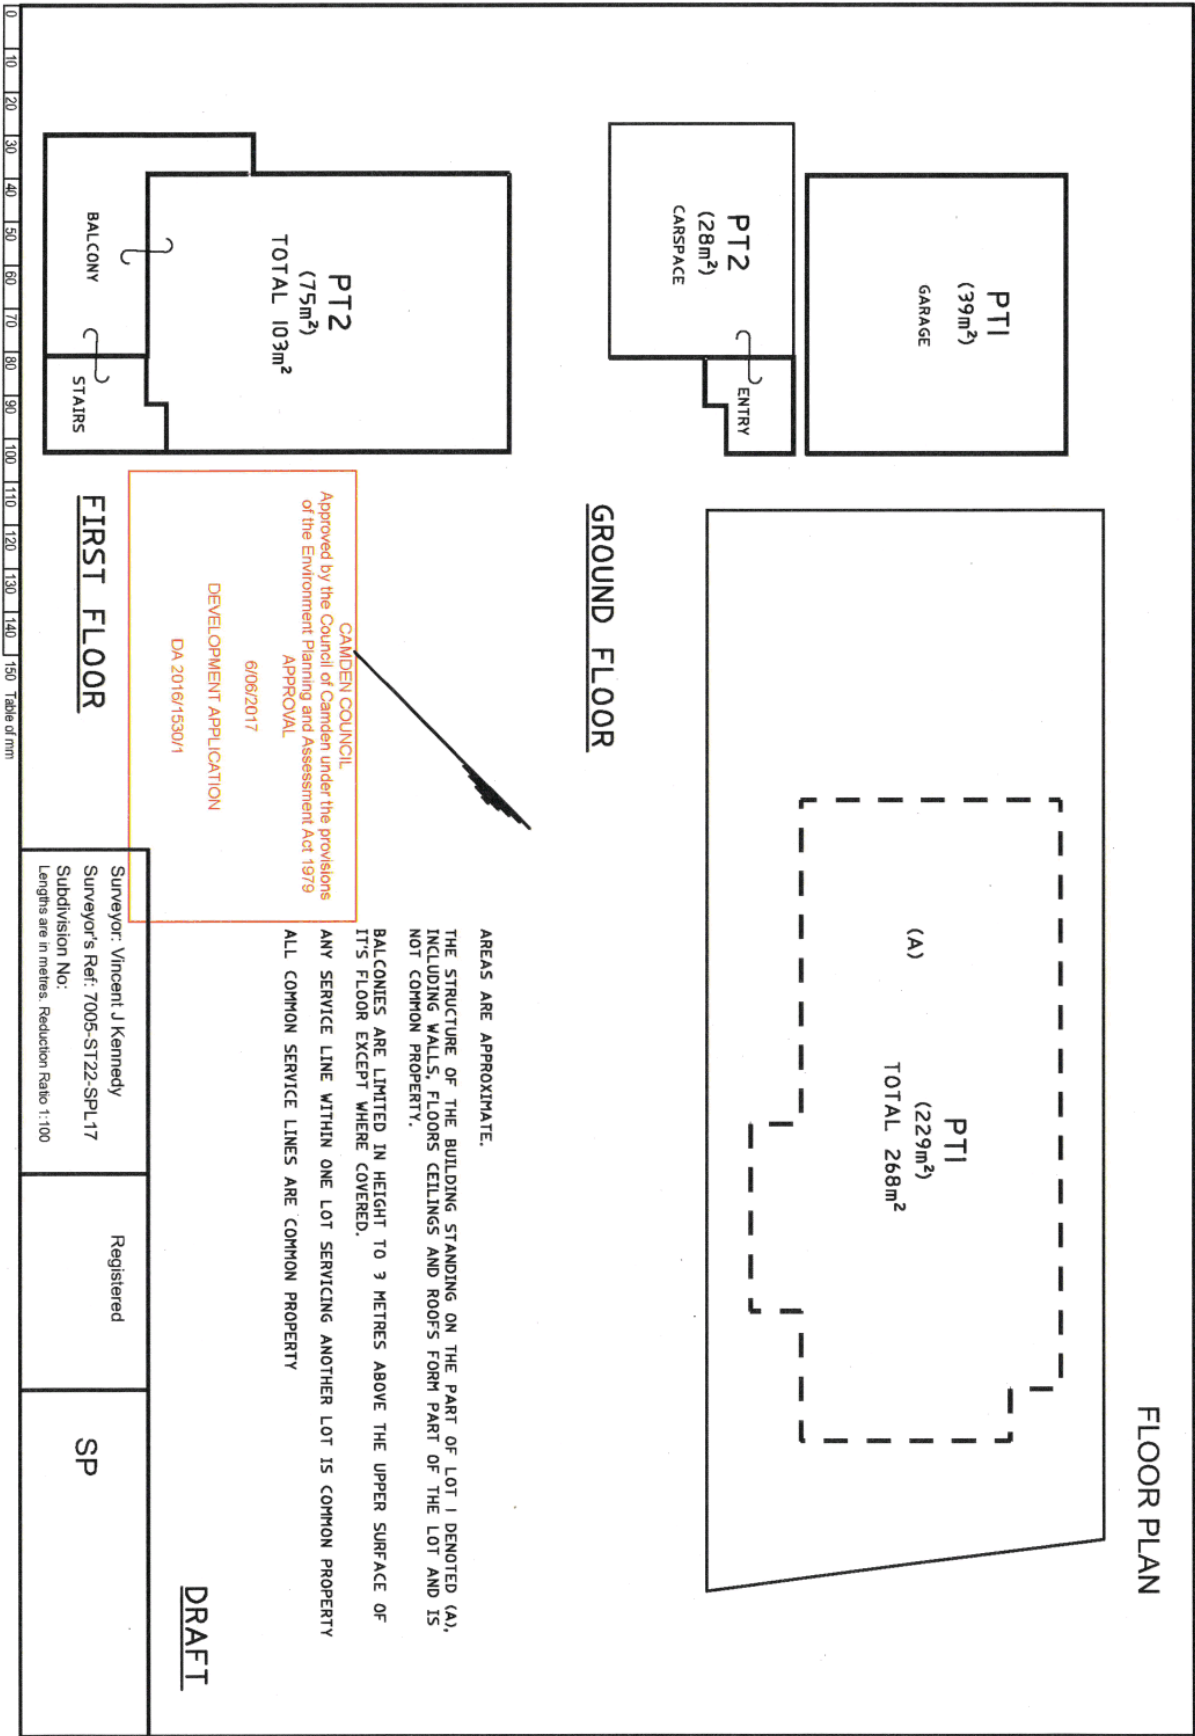 FLOOR PLAN
PT1
(39m²)
GARAGE
PT2
(28m²)
CARSPACE
ENTRY
(A)
PT1
(229m²)
TOTAL 268m²
GROUND FLOOR
PT2
(75m²)
TOTAL 103m²
BALCONY
STAIRS
FIRST FLOOR
CAMDEN COUNCIL
Approved by the Council of Camden under the provisions
of the Environment Planning and Assessment Act 1979
APPROVAL
6/06/2017
DEVELOPMENT APPLICATION
DA 2016/1530/1
AREAS ARE APPROXIMATE.
THE STRUCTURE OF THE BUILDING STANDING ON THE PART OF LOT 1 DENOTED (A),
INCLUDING WALLS, FLOORS CEILINGS AND ROOFS FORM PART OF THE LOT AND IS
NOT COMMON PROPERTY.
BALCONIES ARE LIMITED IN HEIGHT TO 3 METRES ABOVE THE UPPER SURFACE OF
IT'S FLOOR EXCEPT WHERE COVERED.
ANY SERVICE LINE WITHIN ONE LOT SERVICING ANOTHER LOT IS COMMON PROPERTY
ALL COMMON SERVICE LINES ARE COMMON PROPERTY
DRAFT
Surveyor: Vincent J Kennedy
Surveyor's Ref: 7005-ST22-SPL17
Subdivision No:
Lengths are in metres. Reduction Ratio 1:100
Registered
SP
0 10 20 30 40 50 60 70 80 90 100 110 120 130 140 150 Table of mm